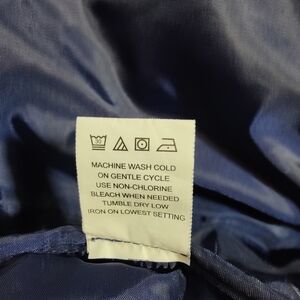 MACHINE WASH COLD
ON GENTLE CYCLE
USE NON-CHLORINE
BLEACH WHEN NEEDED
TUMBLE DRY LOW
IRON ON LOWEST SETTING